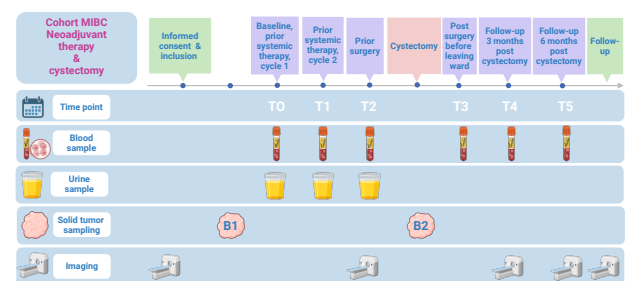 Cohort MIBC
Neoadjuvant
therapy
&
cystectomy
Informed
consent &
inclusion
Baseline,
prior
systemic
therapy,
cycle 1
Prior
systemic
therapy,
cycle 2
Prior
surgery
Cystectomy
Post
surgery
before
leaving
ward
Follow-up
3 months
post
cystectomy
Follow-up
6 months
post
cystectomy
Follow-
up
Time point
T0 T1 T2 T3 T4 T5
Blood
sample
Urine
sample
Solid tumor
sampling
B1 B2
Imaging